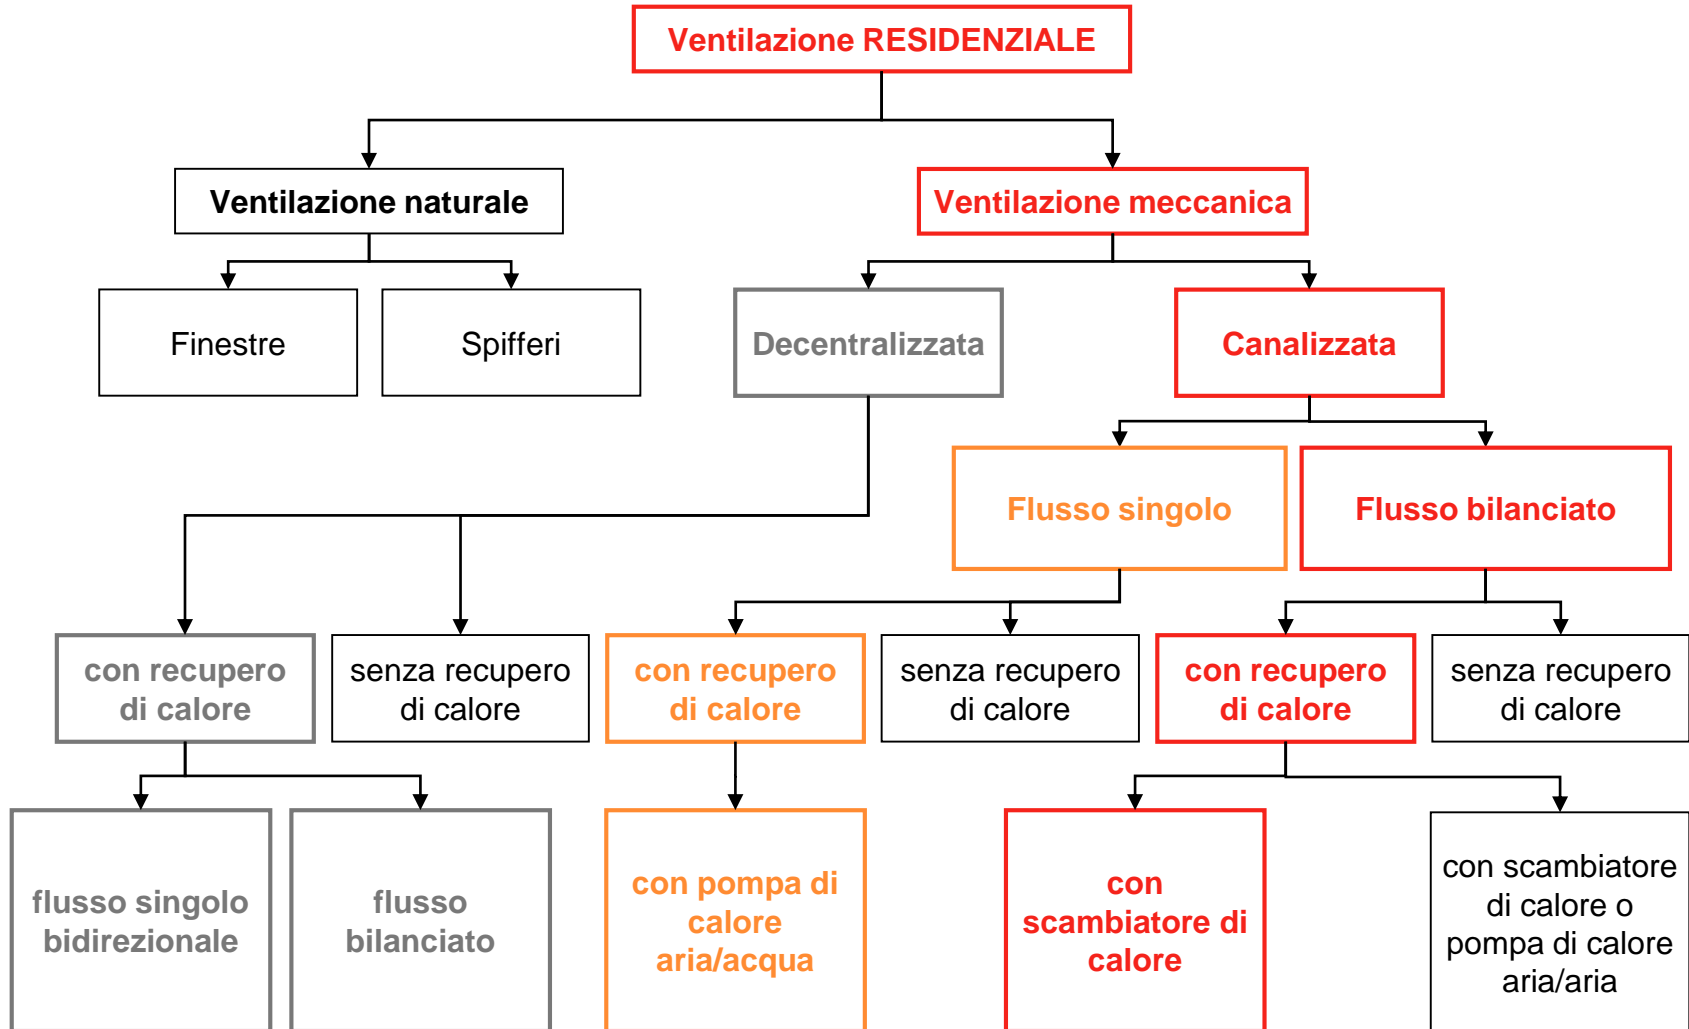 Ventilazione RESIDENZIALE
Ventilazione naturale
Ventilazione meccanica
Finestre
Spifferi
Decentralizzata
Canalizzata
Flusso singolo
Flusso bilanciato
con recupero
di calore
senza recupero
di calore
con recupero
di calore
senza recupero
di calore
con recupero
di calore
senza recupero
di calore
flusso singolo
bidirezionale
flusso
bilanciato
con pompa di
calore
aria/acqua
con
scambiatore di
calore
con scambiatore
di calore o
pompa di calore
aria/aria